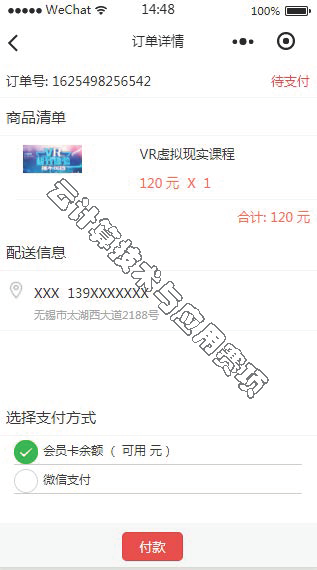 WeChat 14:48 100%
订单详情
订单号: 1625498256542 待支付
商品清单
VR
VR虚拟现实课程
120 元 X 1
合计: 120 元
配送信息
XXX 139XXXXXXX
无锡市太湖西大道2188号
云计算技术与应用赛项
选择支付方式
会员卡余额 ( 可用 元 )
微信支付
付款